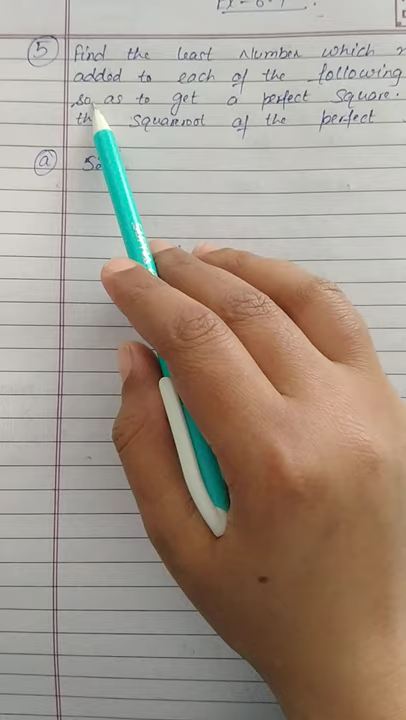 5 Find the least Number which
added to each of the following
so as to get a perfect Square.
Squareroot of the perfect
a